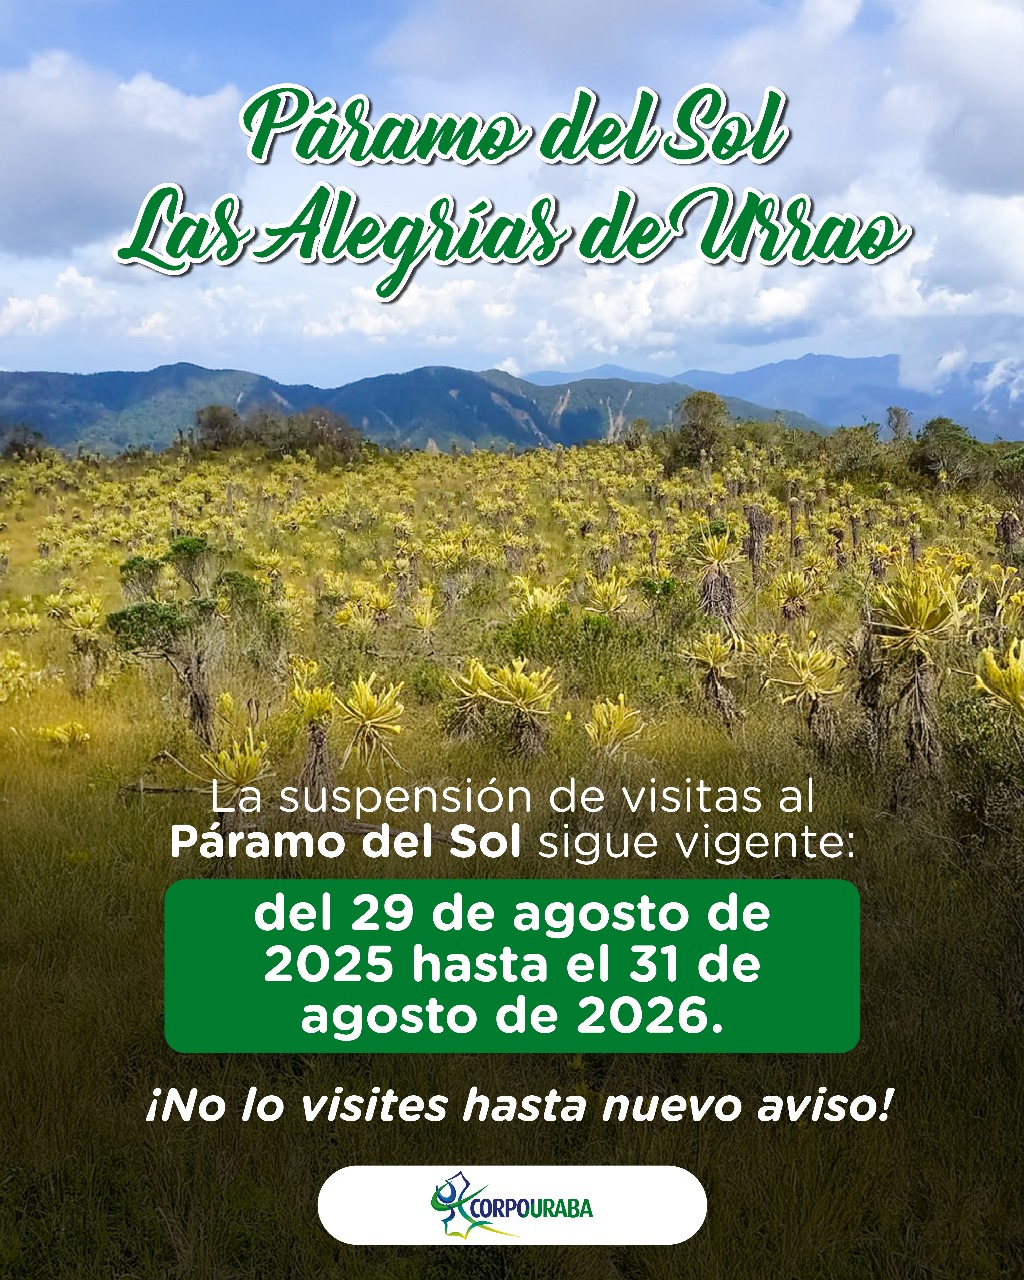 Páramo del Sol
Las Alegrías de Urrao
La suspensión de visitas al
Páramo del Sol sigue vigente:
del 29 de agosto de
2025 hasta el 31 de
agosto de 2026.
¡No lo visites hasta nuevo aviso!
CORPOURABA